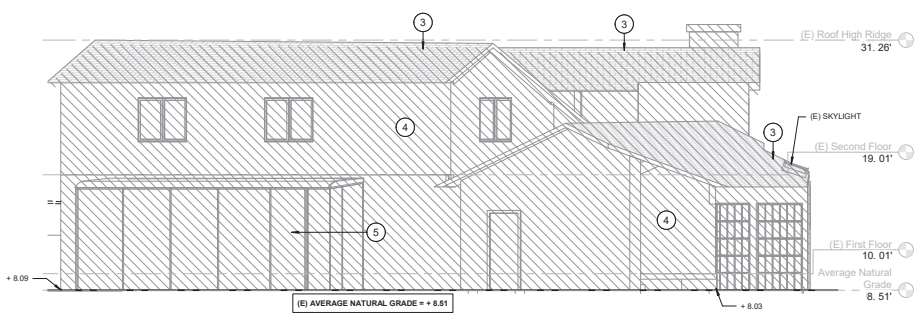 3
3
(E) Roof High Ridge
31. 26'
(E) SKYLIGHT
4
3
(E) Second Floor
19. 01'
4
5
(E) First Floor
10. 01'
Average Natural
Grade
8. 51'
+ 8.09
(E) AVERAGE NATURAL GRADE = + 8.51
+ 8.03